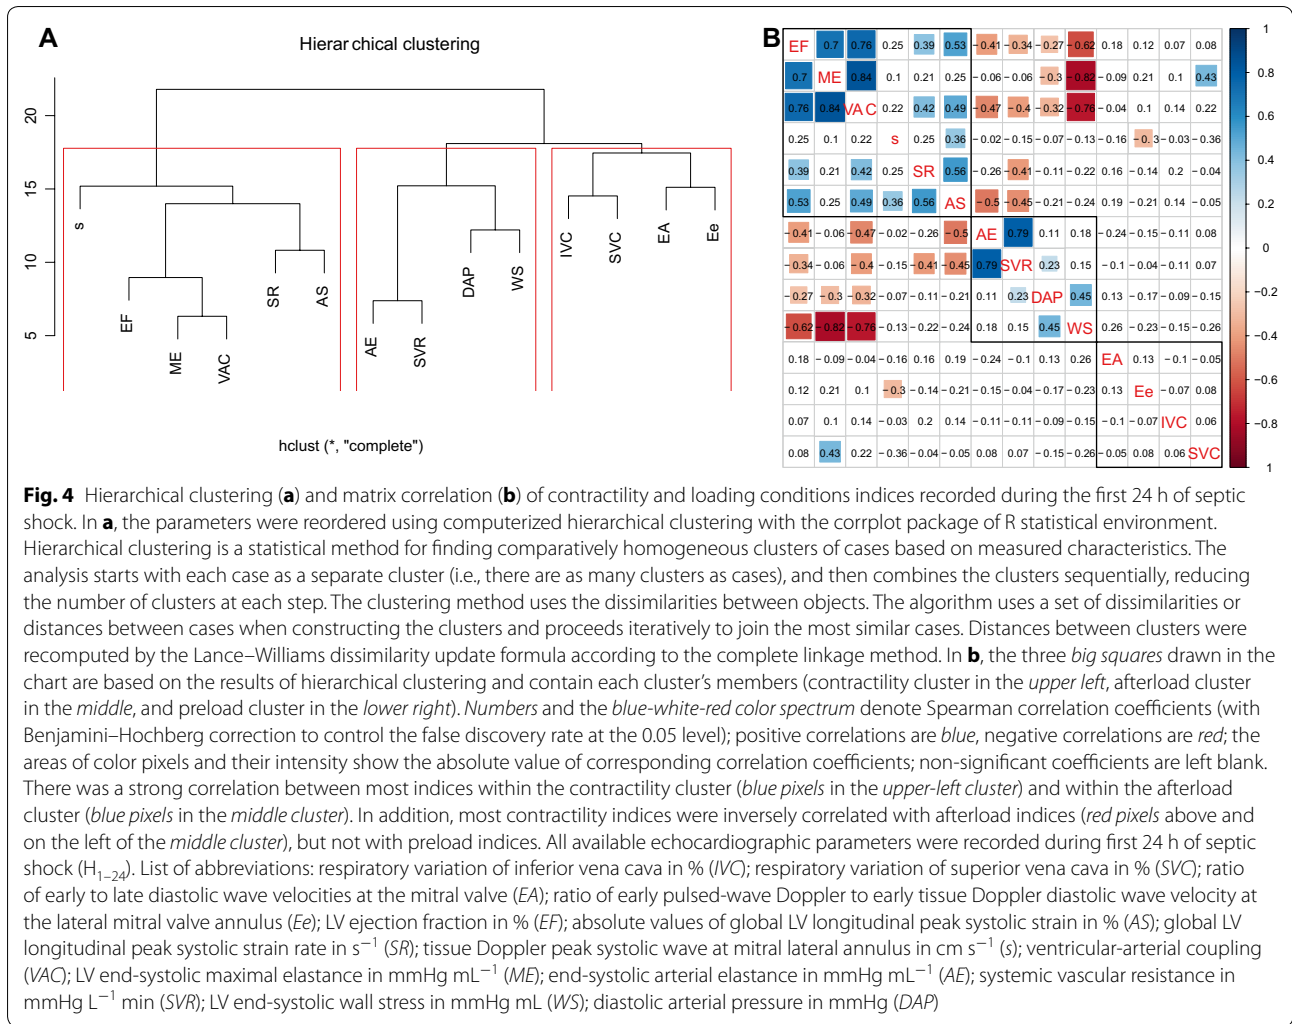 A
Hierarchical clustering
20
15
10
5
s
EF
ME
VAC
SR
AS
AE
SVR
DAP
WS
IVC
SVC
EA
Ee
hclust (*, "complete")
B
EF 0.7 0.76 0.25 0.39 0.53 −0.41 −0.34 −0.27 −0.62 0.18 0.12 0.07 0.08
0.7 ME 0.84 0.1 0.21 0.25 −0.06 −0.06 −0.3 −0.82 −0.09 0.21 0.1 0.43
0.76 0.84 VAC 0.22 0.42 0.49 −0.47 −0.4 −0.32 −0.76 −0.04 0.1 0.14 0.22
0.25 0.1 0.22 s 0.25 0.36 −0.02 −0.15 −0.07 −0.13 −0.16 −0.3 −0.03 −0.36
0.39 0.21 0.42 0.25 SR 0.56 −0.26 −0.41 −0.11 −0.22 0.16 −0.14 0.2 −0.04
0.53 0.25 0.49 0.36 0.56 AS −0.5 −0.45 −0.21 −0.24 0.19 −0.21 0.14 −0.05
−0.41 −0.06 −0.47 −0.02 −0.26 −0.5 AE 0.79 0.11 0.18 −0.24 −0.15 −0.11 0.08
−0.34 −0.06 −0.4 −0.15 −0.41 −0.45 0.79 SVR 0.23 0.15 −0.1 −0.04 −0.11 0.07
−0.27 −0.3 −0.32 −0.07 −0.11 −0.21 0.11 0.23 DAP 0.45 0.13 −0.17 −0.09 −0.15
−0.62 −0.82 −0.76 −0.13 −0.22 −0.24 0.18 0.15 0.45 WS 0.26 −0.23 −0.15 −0.26
0.18 −0.09 −0.04 −0.16 0.16 0.19 −0.24 −0.1 0.13 0.26 EA 0.13 −0.1 −0.05
0.12 0.21 0.1 −0.3 −0.14 −0.21 −0.15 −0.04 −0.17 −0.23 0.13 Ee −0.07 0.08
0.07 0.1 0.14 −0.03 0.2 0.14 −0.11 −0.11 −0.09 −0.15 −0.1 −0.07 IVC 0.06
0.08 0.43 0.22 −0.36 −0.04 −0.05 0.08 0.07 −0.15 −0.26 −0.05 0.08 0.06 SVC
1
0.8
0.6
0.4
0.2
0
−0.2
−0.4
−0.6
−0.8
1
Fig. 4 Hierarchical clustering (a) and matrix correlation (b) of contractility and loading conditions indices recorded during the first 24 h of septic
shock. In a, the parameters were reordered using computerized hierarchical clustering with the corrplot package of R statistical environment.
Hierarchical clustering is a statistical method for finding comparatively homogeneous clusters of cases based on measured characteristics. The
analysis starts with each case as a separate cluster (i.e., there are as many clusters as cases), and then combines the clusters sequentially, reducing
the number of clusters at each step. The clustering method uses the dissimilarities between objects. The algorithm uses a set of dissimilarities or
distances between cases when constructing the clusters and proceeds iteratively to join the most similar cases. Distances between clusters were
recomputed by the Lance–Williams dissimilarity update formula according to the complete linkage method. In b, the three big squares drawn in the
chart are based on the results of hierarchical clustering and contain each cluster's members (contractility cluster in the upper left, afterload cluster
in the middle, and preload cluster in the lower right). Numbers and the blue-white-red color spectrum denote Spearman correlation coefficients (with
Benjamini–Hochberg correction to control the false discovery rate at the 0.05 level); positive correlations are blue, negative correlations are red; the
areas of color pixels and their intensity show the absolute value of corresponding correlation coefficients; non-significant coefficients are left blank.
There was a strong correlation between most indices within the contractility cluster (blue pixels in the upper-left cluster) and within the afterload
cluster (blue pixels in the middle cluster). In addition, most contractility indices were inversely correlated with afterload indices (red pixels above and
on the left of the middle cluster), but not with preload indices. All available echocardiographic parameters were recorded during first 24 h of septic
shock (H1–24). List of abbreviations: respiratory variation of inferior vena cava in % (IVC); respiratory variation of superior vena cava in % (SVC); ratio
of early to late diastolic wave velocities at the mitral valve (EA); ratio of early pulsed-wave Doppler to early tissue Doppler diastolic wave velocity at
the lateral mitral valve annulus (Ee); LV ejection fraction in % (EF); absolute values of global LV longitudinal peak systolic strain in % (AS); global LV
longitudinal peak systolic strain rate in s−1 (SR); tissue Doppler peak systolic wave at mitral lateral annulus in cm s−1 (s); ventricular-arterial coupling
(VAC); LV end-systolic maximal elastance in mmHg mL−1 (ME); end-systolic arterial elastance in mmHg mL−1 (AE); systemic vascular resistance in
mmHg L−1 min (SVR); LV end-systolic wall stress in mmHg mL (WS); diastolic arterial pressure in mmHg (DAP)